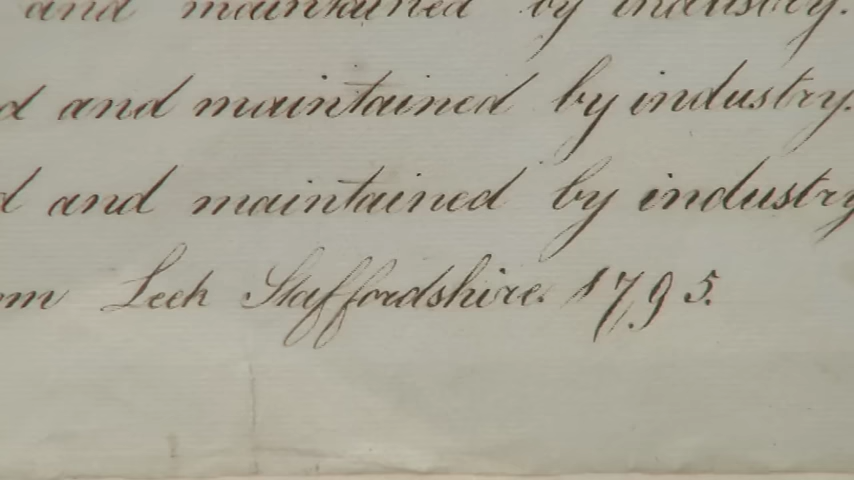 and maintained by industry.
d and maintained by industry.
d and maintained by industry
m Leek Staffordshire. 1795.